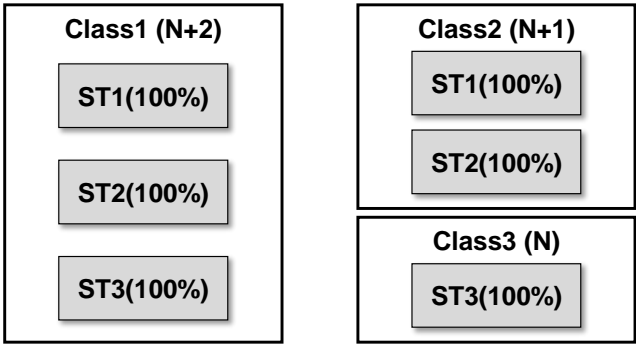 Class1 (N+2)
ST1(100%)
ST2(100%)
ST3(100%)
Class2 (N+1)
ST1(100%)
ST2(100%)
Class3 (N)
ST3(100%)